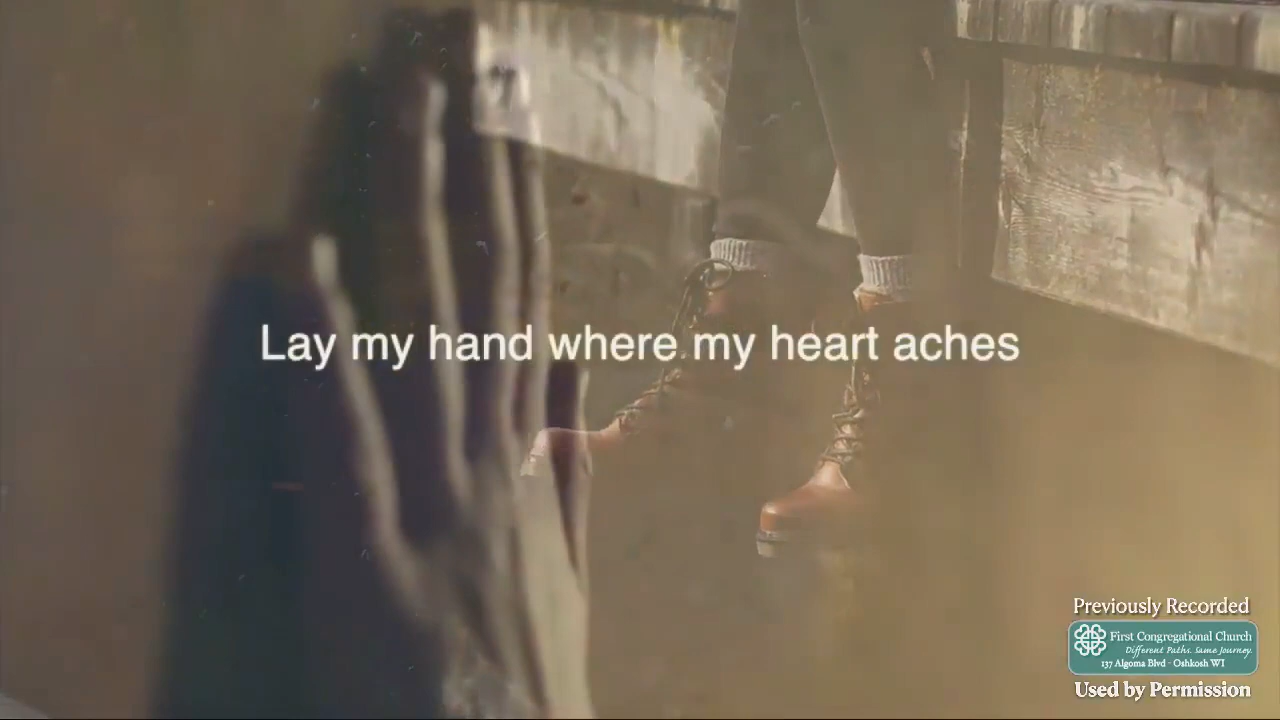 Lay my hand where my heart aches
Previously Recorded
First Congregational Church
Different Paths. Same Journey.
137 Algoma Blvd · Oshkosh WI
Used by Permission